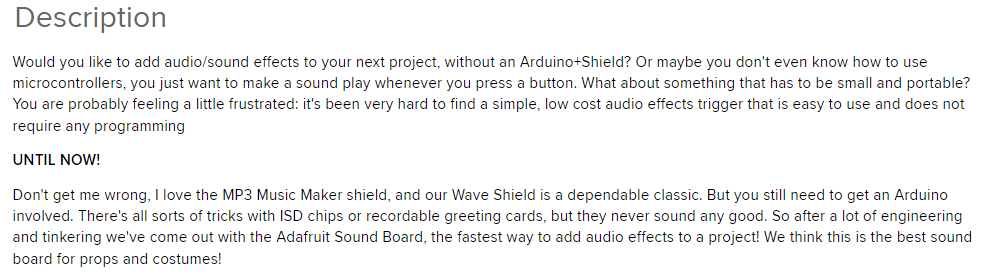 Description
Would you like to add audio/sound effects to your next project, without an Arduino+Shield? Or maybe you don't even know how to use
microcontrollers, you just want to make a sound play whenever you press a button. What about something that has to be small and portable?
You are probably feeling a little frustrated: it's been very hard to find a simple, low cost audio effects trigger that is easy to use and does not
require any programming
UNTIL NOW!
Don't get me wrong, I love the MP3 Music Maker shield, and our Wave Shield is a dependable classic. But you still need to get an Arduino
involved. There's all sorts of tricks with ISD chips or recordable greeting cards, but they never sound any good. So after a lot of engineering
and tinkering we've come out with the Adafruit Sound Board, the fastest way to add audio effects to a project! We think this is the best sound
board for props and costumes!